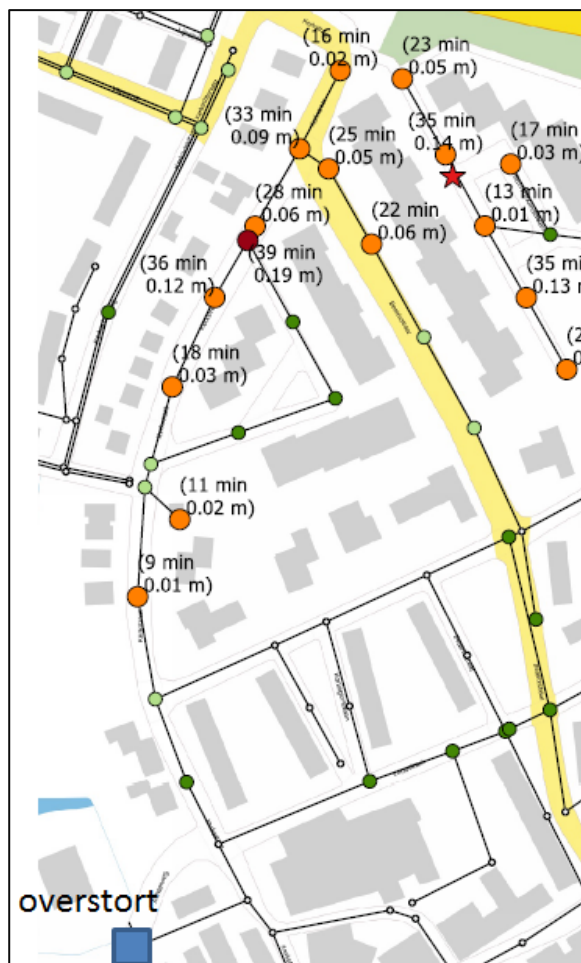 (16 min
0.02 m)
(23 min
0.05 m)
(33 min
0.09 m)
(35 min
0.14 m)
(17 min
0.03 m)
(25 min
0.05 m)
(28 min
0.06 m)
(22 min
0.06 m)
(13 min
0.01 m)
(39 min
0.19 m)
(36 min
0.12 m)
(35 min
0.13 m
(2
0.
(18 min
0.03 m)
(11 min
0.02 m)
(9 min
0.01 m)
overstort